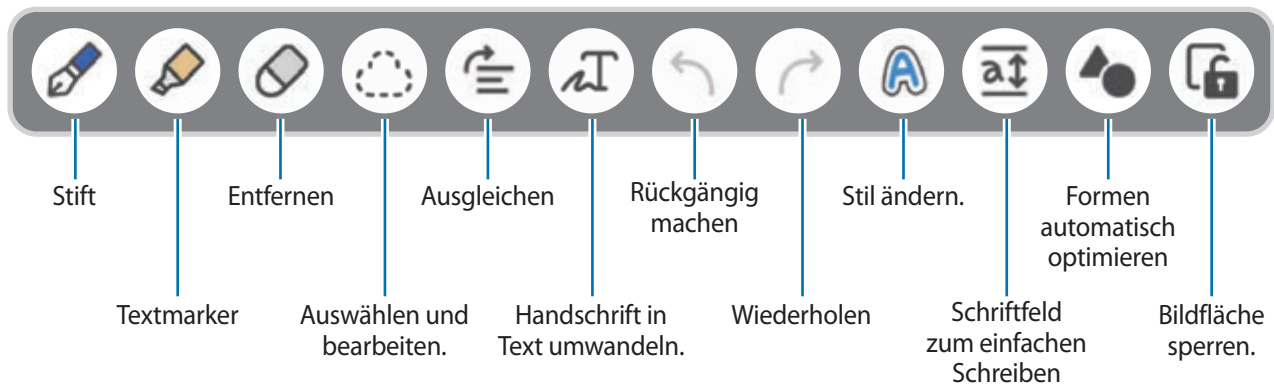 Stift
Entfernen
Ausgleichen
Rückgängig
machen
Stil ändern.
Formen
automatisch
optimieren
Textmarker
Auswählen und
bearbeiten.
Handschrift in
Text umwandeln.
Wiederholen
Schriftfeld
zum einfachen
Schreiben
Bildfläche
sperren.